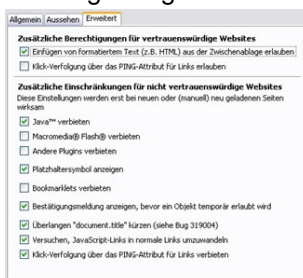 Allgemein Aussehen Erweitert
Zusätzliche Berechtigungen für vertrauenswürdige Websites
Einfügen von formatiertem Text (z.B. HTML) aus der Zwischenablage erlauben
Klick-Verfolgung über das PING-Attribut für Links erlauben
Zusätzliche Einschränkungen für nicht vertrauenswürdige Websites
Diese Einstellungen werden erst bei neuen oder (manuell) neu geladenen Seiten
wirksam
Java™ verbieten
Macromedia® Flash® verbieten
Andere Plugins verbieten
Platzhaltersymbol anzeigen
Bookmarklets verbieten
Bestätigungsmeldung anzeigen, bevor ein Objekt temporär erlaubt wird
Überlangen "document.title" kürzen (siehe Bug 319004)
Versuchen, JavaScript-Links in normale Links umzuwandeln
Klick-Verfolgung über das PING-Attribut für Links verbieten